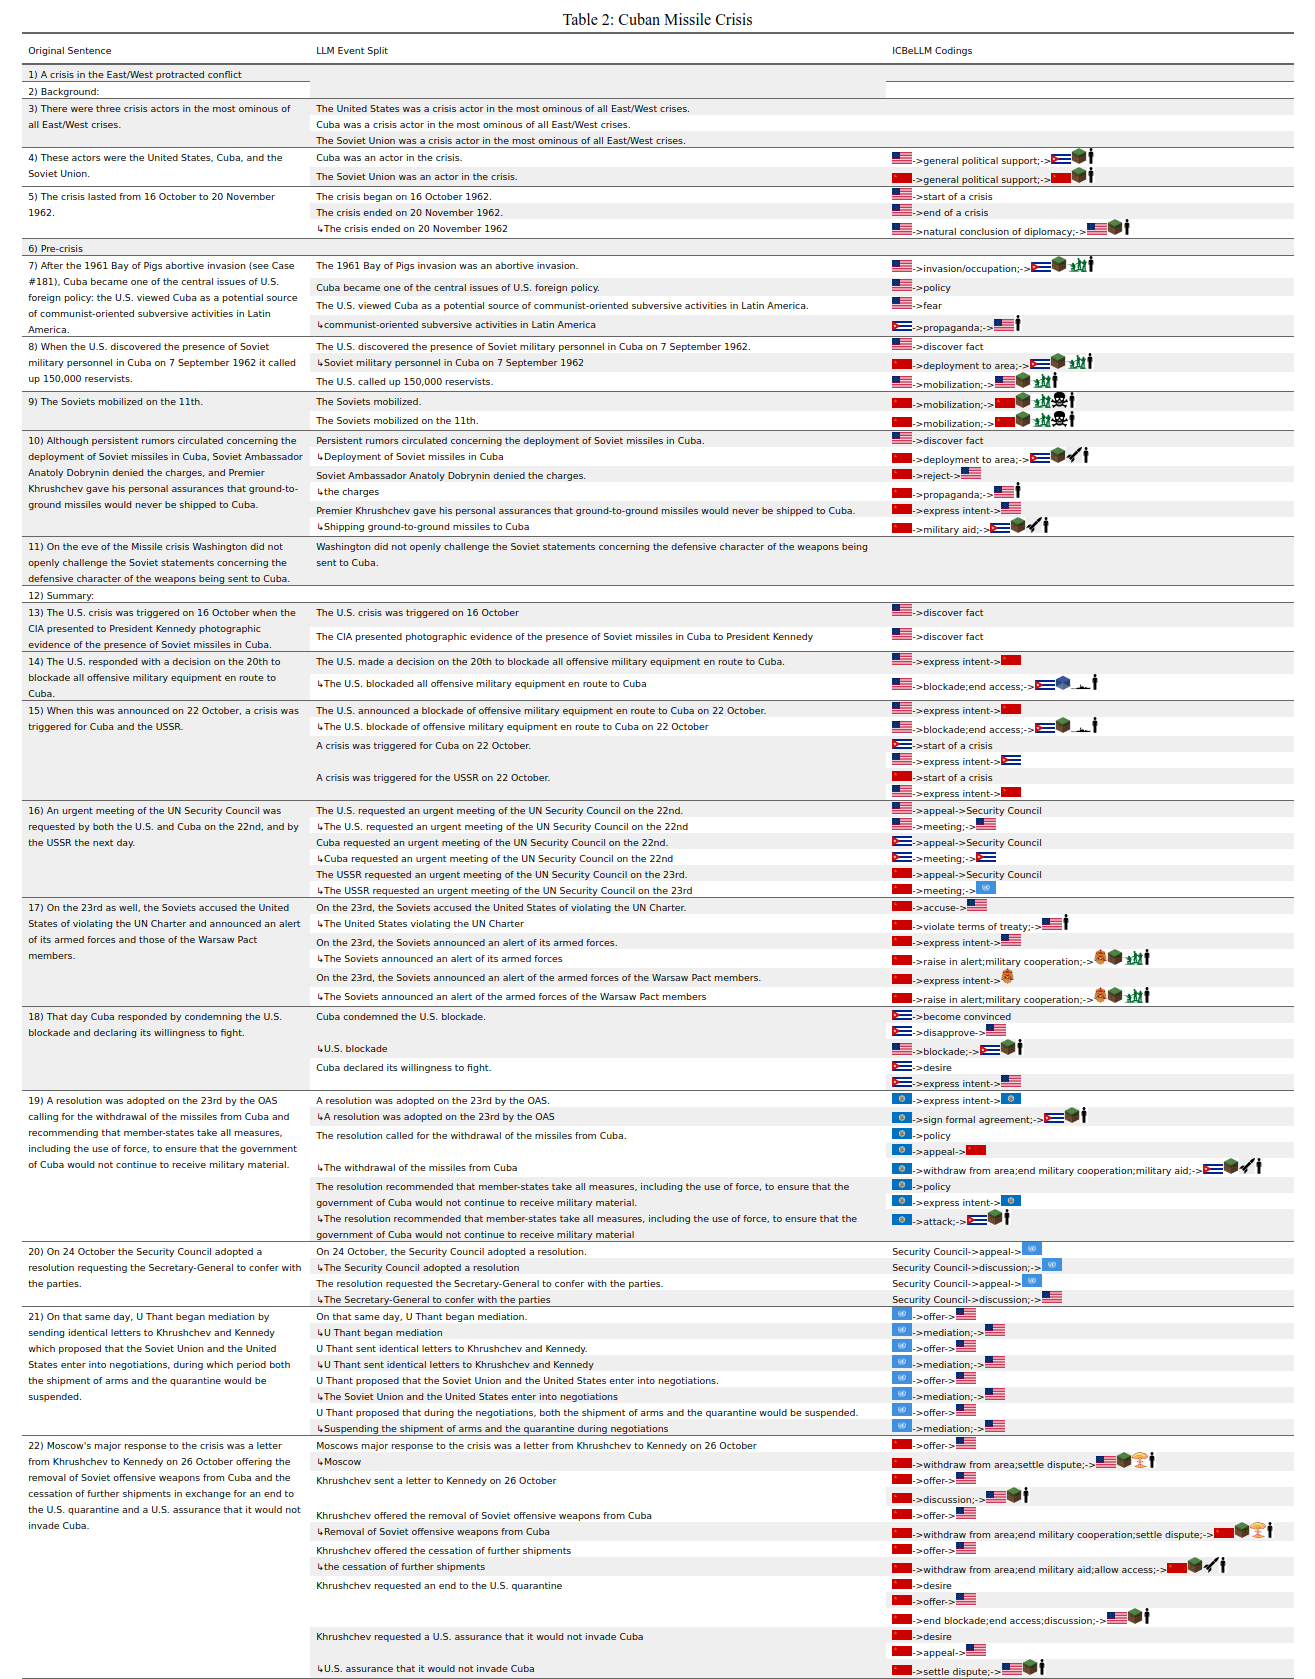 Table 2: Cuban Missile Crisis
Original Sentence
LLM Event Split
ICBeLLM Codings
1) A crisis in the East/West protracted conflict
2) Background:
3) There were three crisis actors in the most ominous of
all East/West crises.
The United States was a crisis actor in the most ominous of all East/West crises.
Cuba was a crisis actor in the most ominous of all East/West crises.
The Soviet Union was a crisis actor in the most ominous of all East/West crises.
4) These actors were the United States, Cuba, and the
Soviet Union.
Cuba was an actor in the crisis.
->general political support;->
The Soviet Union was an actor in the crisis.
->general political support;->
5) The crisis lasted from 16 October to 20 November
1962.
The crisis began on 16 October 1962.
->start of a crisis
The crisis ended on 20 November 1962.
->end of a crisis
↳The crisis ended on 20 November 1962
->natural conclusion of diplomacy;->
6) Pre-crisis
7) After the 1961 Bay of Pigs abortive invasion (see Case
#181), Cuba became one of the central issues of U.S.
foreign policy: the U.S. viewed Cuba as a potential source
of communist-oriented subversive activities in Latin
America.
The 1961 Bay of Pigs invasion was an abortive invasion.
->invasion/occupation;->
Cuba became one of the central issues of U.S. foreign policy.
->policy
The U.S. viewed Cuba as a potential source of communist-oriented subversive activities in Latin America.
->fear
↳communist-oriented subversive activities in Latin America
->propaganda;->
8) When the U.S. discovered the presence of Soviet
military personnel in Cuba on 7 September 1962 it called
up 150,000 reservists.
The U.S. discovered the presence of Soviet military personnel in Cuba on 7 September 1962.
->discover fact
↳Soviet military personnel in Cuba on 7 September 1962
->deployment to area;->
The U.S. called up 150,000 reservists.
->mobilization;->
9) The Soviets mobilized on the 11th.
The Soviets mobilized.
->mobilization;->
The Soviets mobilized on the 11th.
->mobilization;->
10) Although persistent rumors circulated concerning the
deployment of Soviet missiles in Cuba, Soviet Ambassador
Anatoly Dobrynin denied the charges, and Premier
Khrushchev gave his personal assurances that ground-to-
ground missiles would never be shipped to Cuba.
Persistent rumors circulated concerning the deployment of Soviet missiles in Cuba.
->discover fact
↳Deployment of Soviet missiles in Cuba
->deployment to area;->
Soviet Ambassador Anatoly Dobrynin denied the charges.
->reject->
↳the charges
->propaganda;->
Premier Khrushchev gave his personal assurances that ground-to-ground missiles would never be shipped to Cuba.
->express intent->
↳Shipping ground-to-ground missiles to Cuba
->military aid;->
11) On the eve of the Missile crisis Washington did not
openly challenge the Soviet statements concerning the
defensive character of the weapons being sent to Cuba.
Washington did not openly challenge the Soviet statements concerning the defensive character of the weapons being
sent to Cuba.
12) Summary:
13) The U.S. crisis was triggered on 16 October when the
CIA presented to President Kennedy photographic
evidence of the presence of Soviet missiles in Cuba.
The U.S. crisis was triggered on 16 October
->discover fact
The CIA presented photographic evidence of the presence of Soviet missiles in Cuba to President Kennedy
->discover fact
14) The U.S. responded with a decision on the 20th to
blockade all offensive military equipment en route to
Cuba.
The U.S. made a decision on the 20th to blockade all offensive military equipment en route to Cuba.
->express intent->
↳The U.S. blockaded all offensive military equipment en route to Cuba
->blockade;end access;->
15) When this was announced on 22 October, a crisis was
triggered for Cuba and the USSR.
The U.S. announced a blockade of offensive military equipment en route to Cuba on 22 October.
->express intent->
↳The U.S. blockade of offensive military equipment en route to Cuba on 22 October
->blockade;end access;->
A crisis was triggered for Cuba on 22 October.
->start of a crisis
->express intent->
A crisis was triggered for the USSR on 22 October.
->start of a crisis
->express intent->
16) An urgent meeting of the UN Security Council was
requested by both the U.S. and Cuba on the 22nd, and by
the USSR the next day.
The U.S. requested an urgent meeting of the UN Security Council on the 22nd.
->appeal->Security Council
↳The U.S. requested an urgent meeting of the UN Security Council on the 22nd
->meeting;->
Cuba requested an urgent meeting of the UN Security Council on the 22nd.
->appeal->Security Council
↳Cuba requested an urgent meeting of the UN Security Council on the 22nd
->meeting;->
The USSR requested an urgent meeting of the UN Security Council on the 23rd.
->appeal->Security Council
↳The USSR requested an urgent meeting of the UN Security Council on the 23rd
->meeting;->
17) On the 23rd as well, the Soviets accused the United
States of violating the UN Charter and announced an alert
of its armed forces and those of the Warsaw Pact
members.
On the 23rd, the Soviets accused the United States of violating the UN Charter.
->accuse->
↳The United States violating the UN Charter
->violate terms of treaty;->
On the 23rd, the Soviets announced an alert of its armed forces.
->express intent->
↳The Soviets announced an alert of its armed forces
->raise in alert;military cooperation;->
On the 23rd, the Soviets announced an alert of the armed forces of the Warsaw Pact members.
->express intent->
↳The Soviets announced an alert of the armed forces of the Warsaw Pact members
->raise in alert;military cooperation;->
18) That day Cuba responded by condemning the U.S.
blockade and declaring its willingness to fight.
Cuba condemned the U.S. blockade.
->become convinced
->disapprove->
↳U.S. blockade
->blockade;->
Cuba declared its willingness to fight.
->desire
->express intent->
19) A resolution was adopted on the 23rd by the OAS
calling for the withdrawal of the missiles from Cuba and
recommending that member-states take all measures,
including the use of force, to ensure that the government
of Cuba would not continue to receive military material.
A resolution was adopted on the 23rd by the OAS.
->express intent->
↳A resolution was adopted on the 23rd by the OAS
->sign formal agreement;->
The resolution called for the withdrawal of the missiles from Cuba.
->policy
->appeal->
↳The withdrawal of the missiles from Cuba
->withdraw from area;end military cooperation;military aid;->
The resolution recommended that member-states take all measures, including the use of force, to ensure that the
government of Cuba would not continue to receive military material.
->policy
->express intent->
↳The resolution recommended that member-states take all measures, including the use of force, to ensure that the
government of Cuba would not continue to receive military material
->attack;->
20) On 24 October the Security Council adopted a
resolution requesting the Secretary-General to confer with
the parties.
On 24 October, the Security Council adopted a resolution.
Security Council->appeal->
↳The Security Council adopted a resolution
Security Council->discussion;->
The resolution requested the Secretary-General to confer with the parties.
Security Council->appeal->
↳The Secretary-General to confer with the parties
Security Council->discussion;->
21) On that same day, U Thant began mediation by
sending identical letters to Khrushchev and Kennedy
which proposed that the Soviet Union and the United
States enter into negotiations, during which period both
the shipment of arms and the quarantine would be
suspended.
On that same day, U Thant began mediation.
->offer->
↳U Thant began mediation
->mediation;->
U Thant sent identical letters to Khrushchev and Kennedy.
->offer->
↳U Thant sent identical letters to Khrushchev and Kennedy
->mediation;->
U Thant proposed that the Soviet Union and the United States enter into negotiations.
->offer->
↳The Soviet Union and the United States enter into negotiations
->mediation;->
U Thant proposed that during the negotiations, both the shipment of arms and the quarantine would be suspended.
->offer->
↳Suspending the shipment of arms and the quarantine during negotiations
->mediation;->
22) Moscow's major response to the crisis was a letter
from Khrushchev to Kennedy on 26 October offering the
removal of Soviet offensive weapons from Cuba and the
cessation of further shipments in exchange for an end to
the U.S. quarantine and a U.S. assurance that it would not
invade Cuba.
Moscows major response to the crisis was a letter from Khrushchev to Kennedy on 26 October
->offer->
↳Moscow
->withdraw from area;settle dispute;->
Khrushchev sent a letter to Kennedy on 26 October
->offer->
->discussion;->
Khrushchev offered the removal of Soviet offensive weapons from Cuba
->offer->
↳Removal of Soviet offensive weapons from Cuba
->withdraw from area;end military cooperation;settle dispute;->
Khrushchev offered the cessation of further shipments
->offer->
↳the cessation of further shipments
->withdraw from area;end military aid;allow access;->
Khrushchev requested an end to the U.S. quarantine
->desire
->offer->
->end blockade;end access;discussion;->
Khrushchev requested a U.S. assurance that it would not invade Cuba
->desire
->appeal->
↳U.S. assurance that it would not invade Cuba
->settle dispute;->